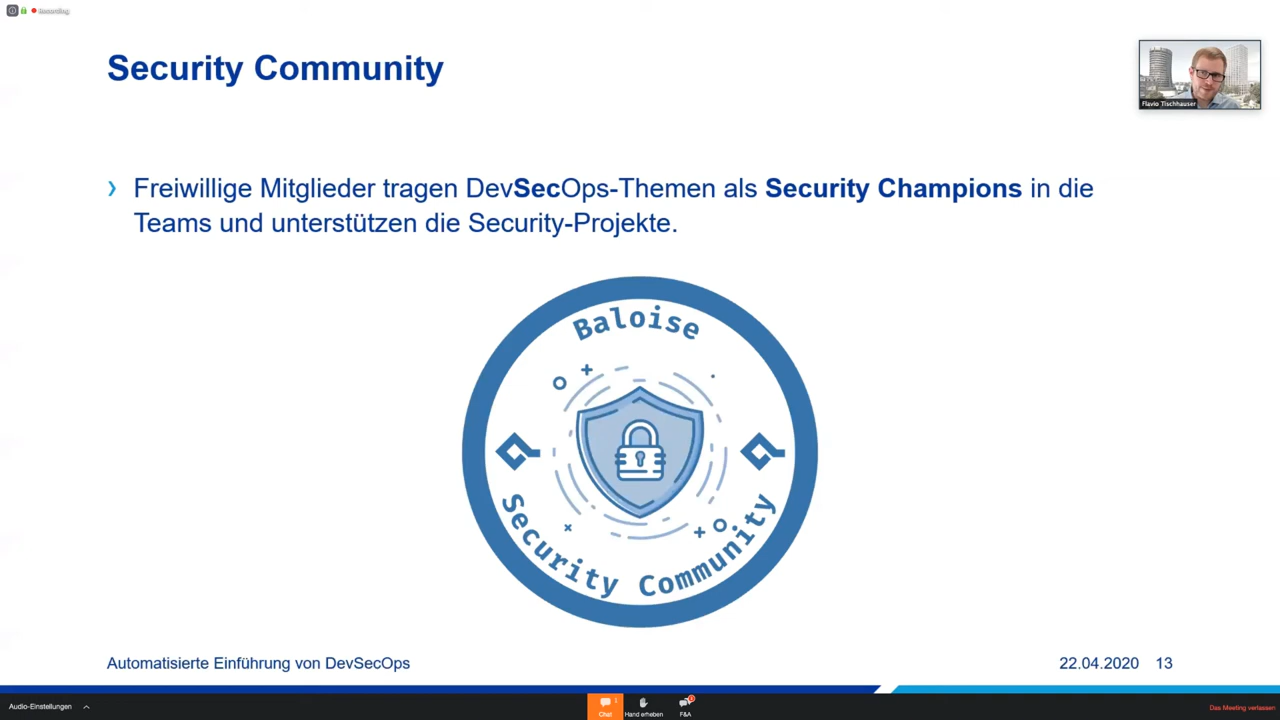 Recording
Security Community
Flavio Tischhauser
› Freiwillige Mitglieder tragen DevSecOps-Themen als Security Champions in die
Teams und unterstützen die Security-Projekte.
Baloise
Security Community
Automatisierte Einführung von DevSecOps
22.04.2020 13
Audio-Einstellungen
Chat
1
Hand erheben
F&A
Das Meeting verlassen